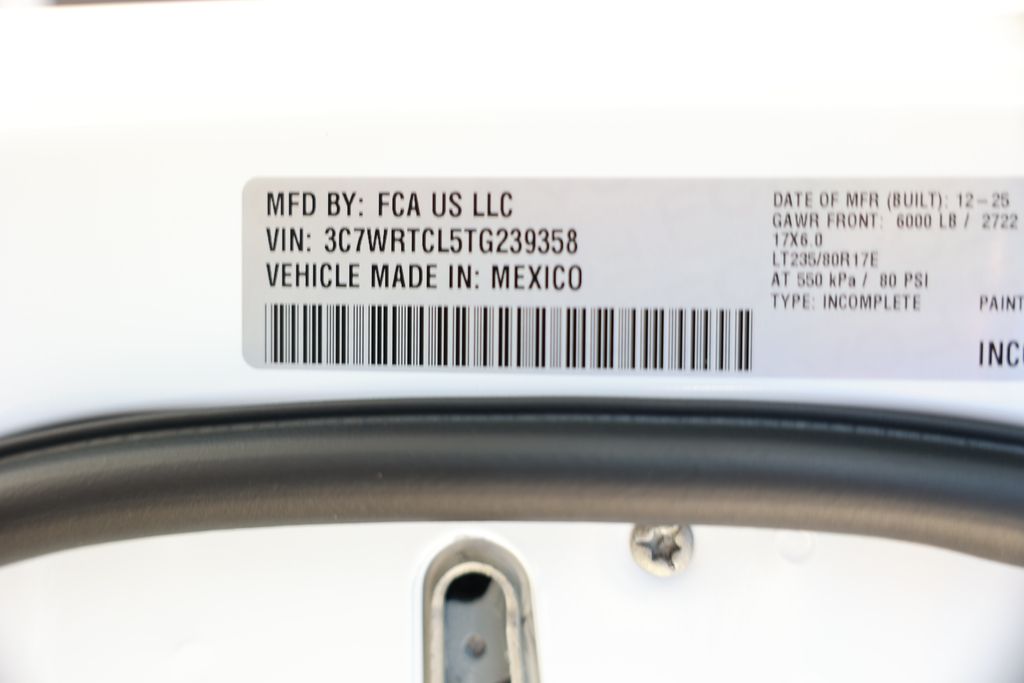 MFD BY: FCA US LLC
VIN: 3C7WRTCL5TG239358
VEHICLE MADE IN: MEXICO
DATE OF MFR (BUILT): 12-25
GAWR FRONT: 6000 LB / 2722
17X6.0
LT235/80R17E
AT 550 kPa / 80 PSI
TYPE: INCOMPLETE
PAINT
INC